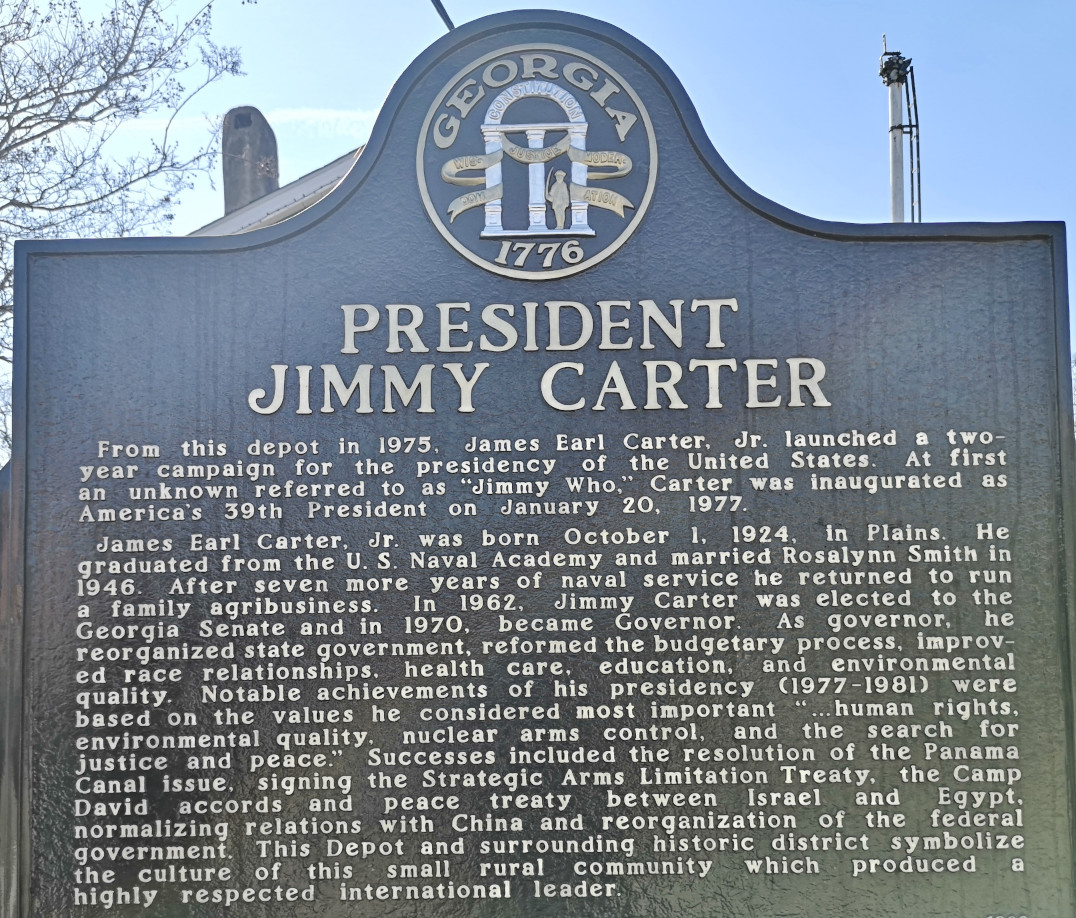 GEORGIA
CONSTITUTION
WIS- JUSTICE MODER-
DOM ATION
1776
PRESIDENT
JIMMY CARTER
From this depot in 1975, James Earl Carter, Jr. launched a two-
year campaign for the presidency of the United States. At first
an unknown referred to as “Jimmy Who,” Carter was inaugurated as
America's 39th President on January 20, 1977.
James Earl Carter, Jr. was born October 1, 1924, in Plains. He
graduated from the U. S. Naval Academy and married Rosalynn Smith in
1946. After seven more years of naval service he returned to run
a family agribusiness. In 1962, Jimmy Carter was elected to the
Georgia Senate and in 1970, became Governor. As governor, he
reorganized state government, reformed the budgetary process, improv-
ed race relationships, health care, education, and environmental
quality. Notable achievements of his presidency (1977-1981) were
based on the values he considered most important “...human rights,
environmental quality, nuclear arms control, and the search for
justice and peace.” Successes included the resolution of the Panama
Canal issue, signing the Strategic Arms Limitation Treaty, the Camp
David accords and peace treaty between Israel and Egypt,
normalizing relations with China and reorganization of the federal
government. This Depot and surrounding historic district symbolize
the culture of this small rural community which produced a
highly respected international leader.